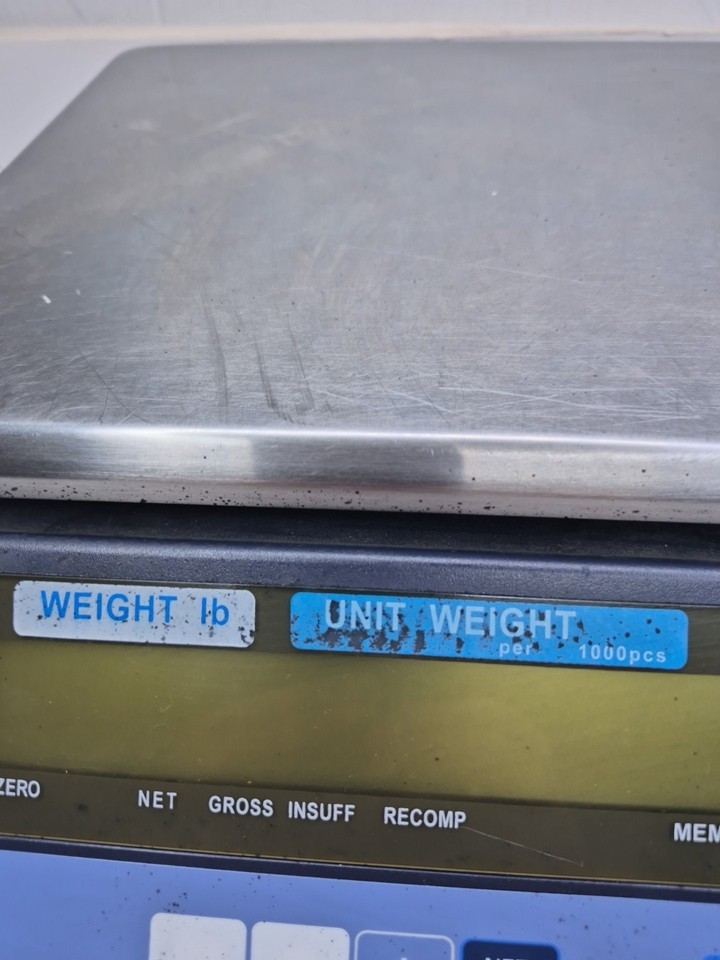 WEIGHT lb
UNIT WEIGHT
per 1000pcs
ZERO NET GROSS INSUFF RECOMP MEM